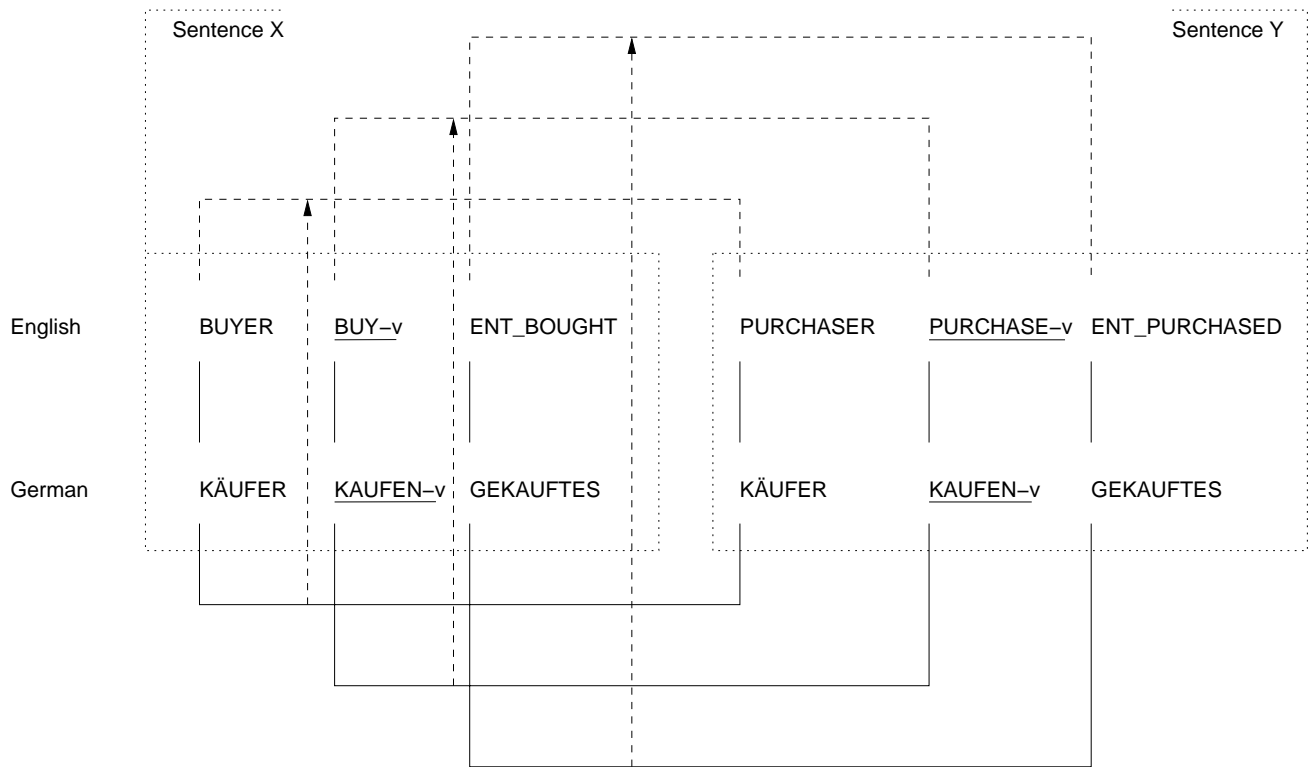 Sentence X Sentence Y
English BUYER BUY–v ENT_BOUGHT PURCHASER PURCHASE–v ENT_PURCHASED
German KÄUFER KAUFEN–v GEKAUFTES KÄUFER KAUFEN–v GEKAUFTES